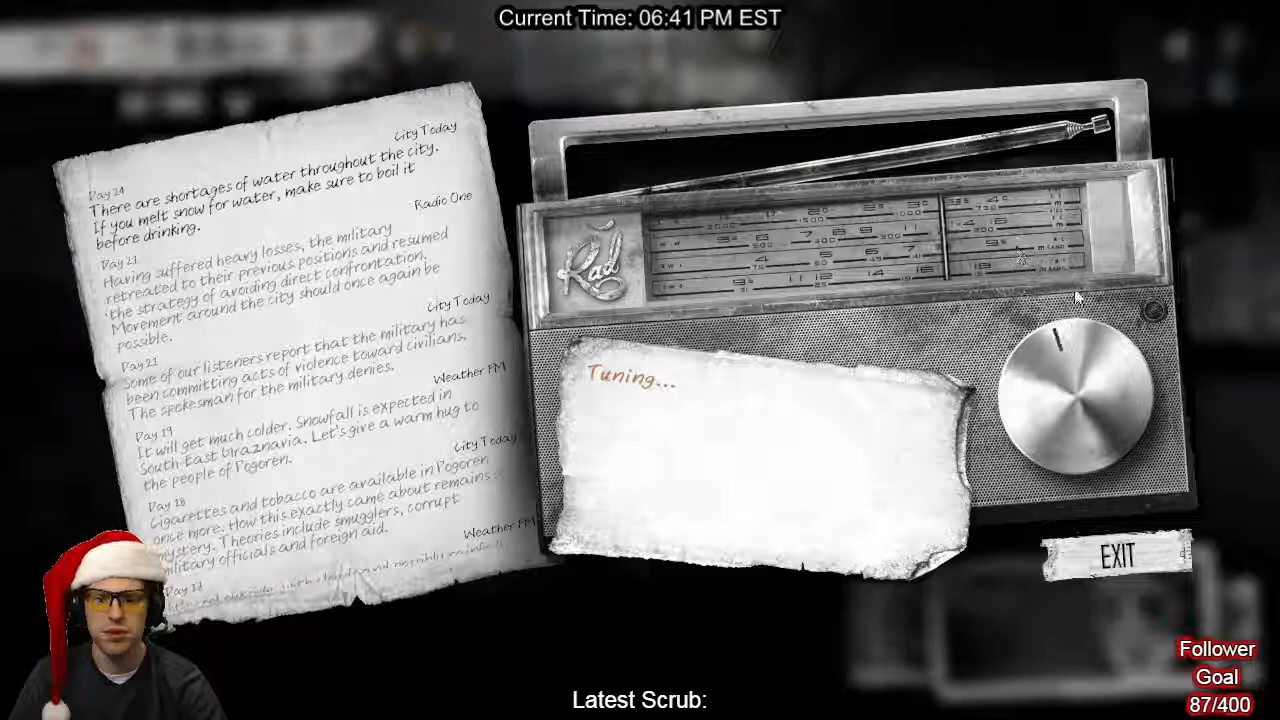 Current Time: 06:41 PM EST
City Today
Day 24
There are shortages of water throughout the city.
If you melt snow for water, make sure to boil it
before drinking.
Radio One
Day 21
Having suffered heavy losses, the military
retreated to their previous positions and resumed
the strategy of avoiding direct confrontation.
Movement around the city should once again be
possible.
City Today
Day 21
Some of our listeners report that the military has
been committing acts of violence toward civilians,
The spokesman for the military denies.
Weather FM
Day 19
It will get much colder. Snowfall is expected in
South-East Graznavia. Let's give a warm hug to
the people of Pogoren.
City Today
Day 18
Cigarettes and tobacco are available in Pogoren
once more. How this exactly came about remains
mystery. Theories include smugglers, corrupt
military officials and foreign aid.
Weather FM
Day 17
Rad
Tuning...
EXIT
Latest Scrub:
Follower
Goal
87/400